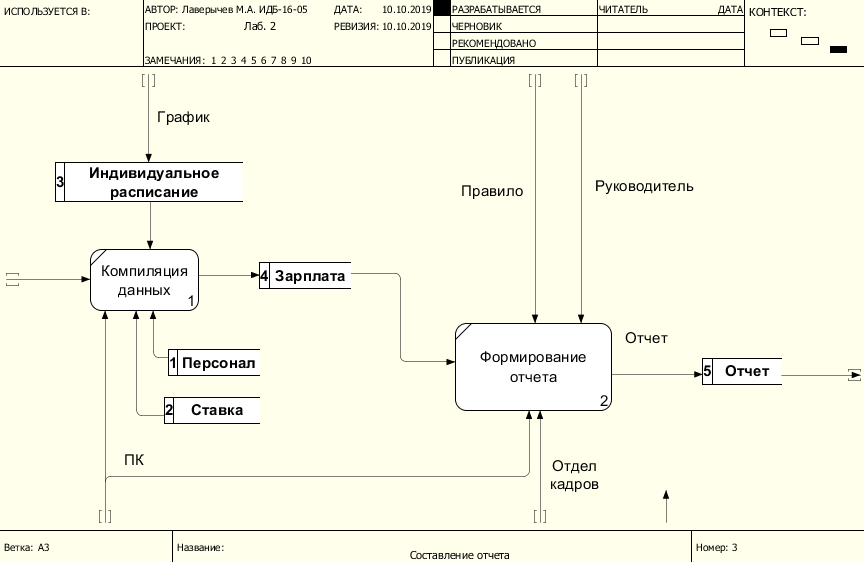 ИСПОЛЬЗУЕТСЯ В:
АВТОР: Лаверычев М.А. ИДБ-16-05
ДАТА: 10.10.2019
РАЗРАБАТЫВАЕТСЯ
ЧИТАТЕЛЬ
ДАТА
КОНТЕКСТ:
ПРОЕКТ: Лаб. 2
РЕВИЗИЯ: 10.10.2019
ЧЕРНОВИК
РЕКОМЕНДОВАНО
ЗАМЕЧАНИЯ: 1 2 3 4 5 6 7 8 9 10
ПУБЛИКАЦИЯ
График
3 Индивидуальное
расписание
Правило
Руководитель
Компиляция
данных
1
4 Зарплата
Отчет
Формирование
отчета
2
1 Персонал
5 Отчет
2 Ставка
ПК
Отдел
кадров
Ветка: A3
Название:
Составление отчета
Номер: 3